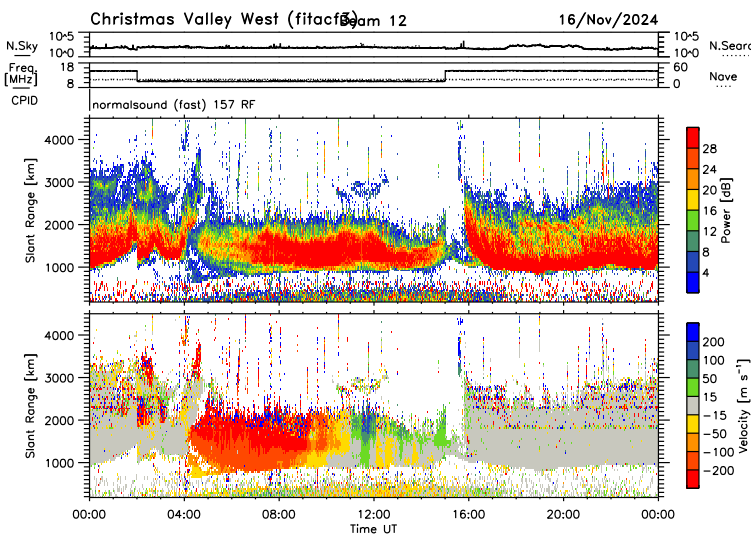 Christmas Valley West (fitacf3) Beam 12 16/Nov/2024
N.Sky 10^5 10^0 10^5 10^0 N.Sear
Freq. [MHz] 18 8 60 0 Nave
CPID normalsound (fast) 157 RF
Slant Range [km]
4000
3000
2000
1000
28
24
20
16
12
8
4
Power [dB]
Slant Range [km]
4000
3000
2000
1000
200
100
50
15
-15
-50
-100
-200
Velocity [m s⁻¹]
00:00 04:00 08:00 12:00 16:00 20:00 00:00
Time UT